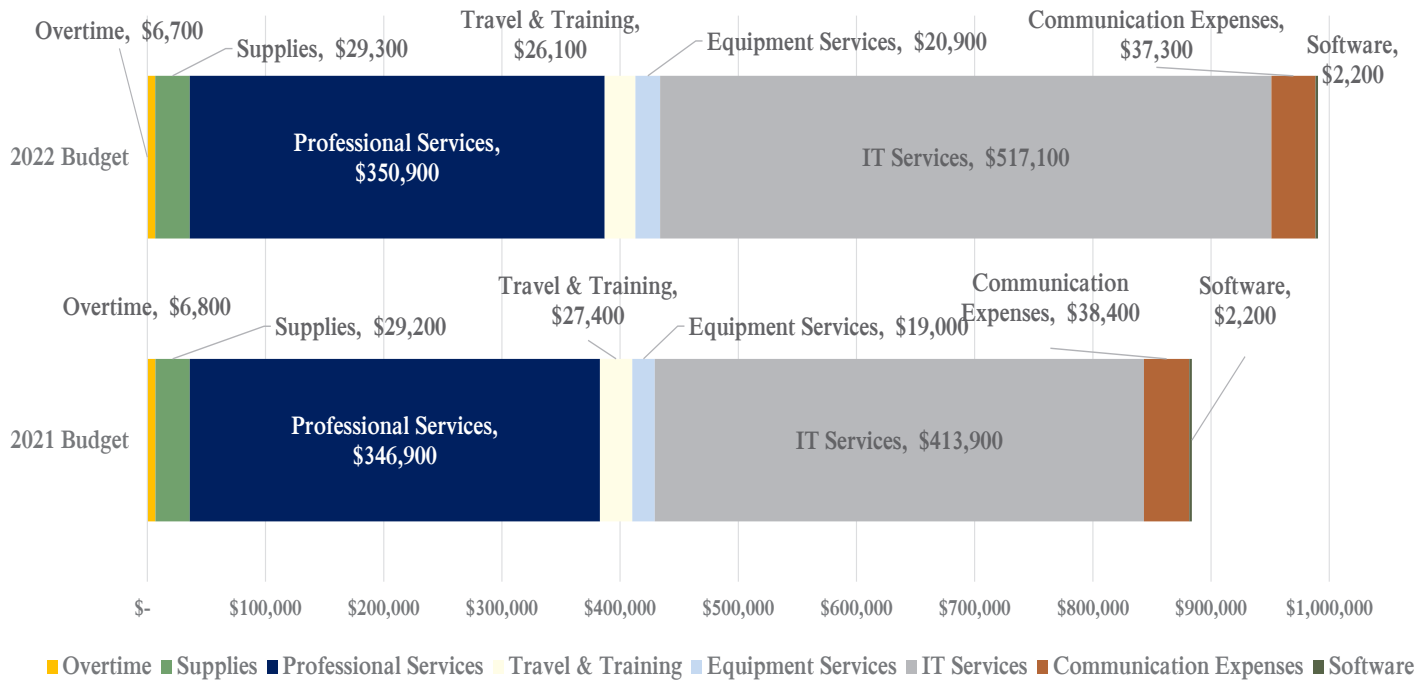 Overtime, $6,700
Supplies, $29,300
Travel & Training,
$26,100
Equipment Services, $20,900
Communication Expenses,
$37,300
Software,
$2,200
2022 Budget
Professional Services,
$350,900
IT Services, $517,100
Overtime, $6,800
Supplies, $29,200
Travel & Training,
$27,400
Equipment Services, $19,000
Communication
Expenses, $38,400
Software,
$2,200
2021 Budget
Professional Services,
$346,900
IT Services, $413,900
$- $100,000 $200,000 $300,000 $400,000 $500,000 $600,000 $700,000 $800,000 $900,000 $1,000,000
Overtime Supplies Professional Services Travel & Training Equipment Services IT Services Communication Expenses Software